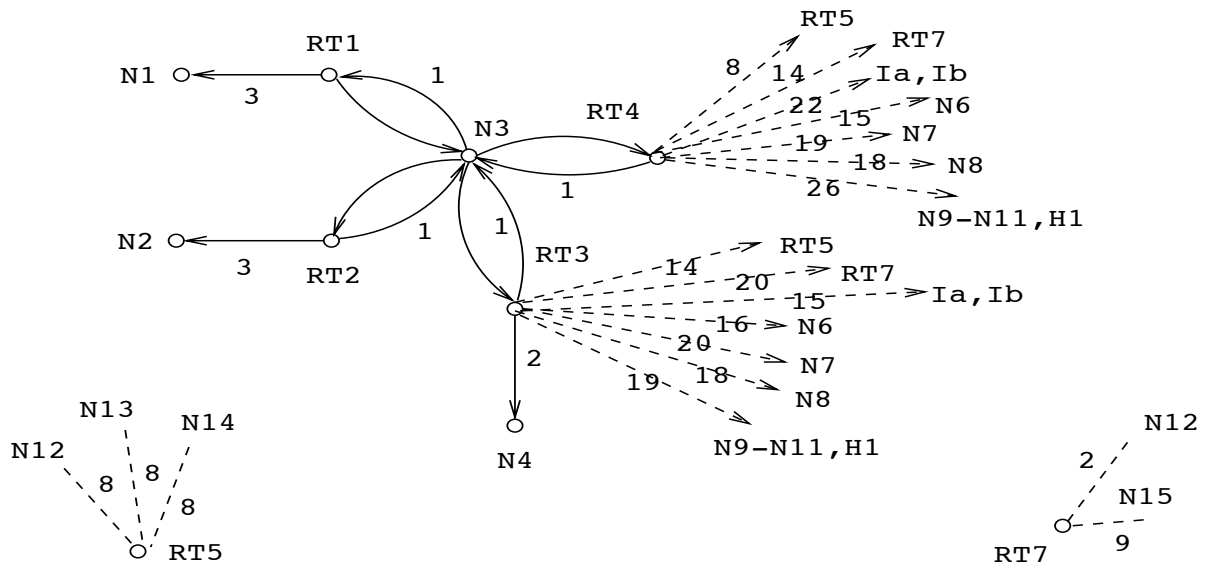 RT5
RT1
RT7
N1
1
8
14
Ia,Ib
3
22
N6
RT4
15
N3
19
N7
18
N8
1
26
N9-N11,H1
N2
1
1
RT3
RT5
3
RT2
14
20
RT7
15
Ia,Ib
16
N6
2
20
N7
19
18
N8
N13
N14
N12
N9-N11,H1
N12
N4
8
8
2
8
N15
RT5
RT7
9